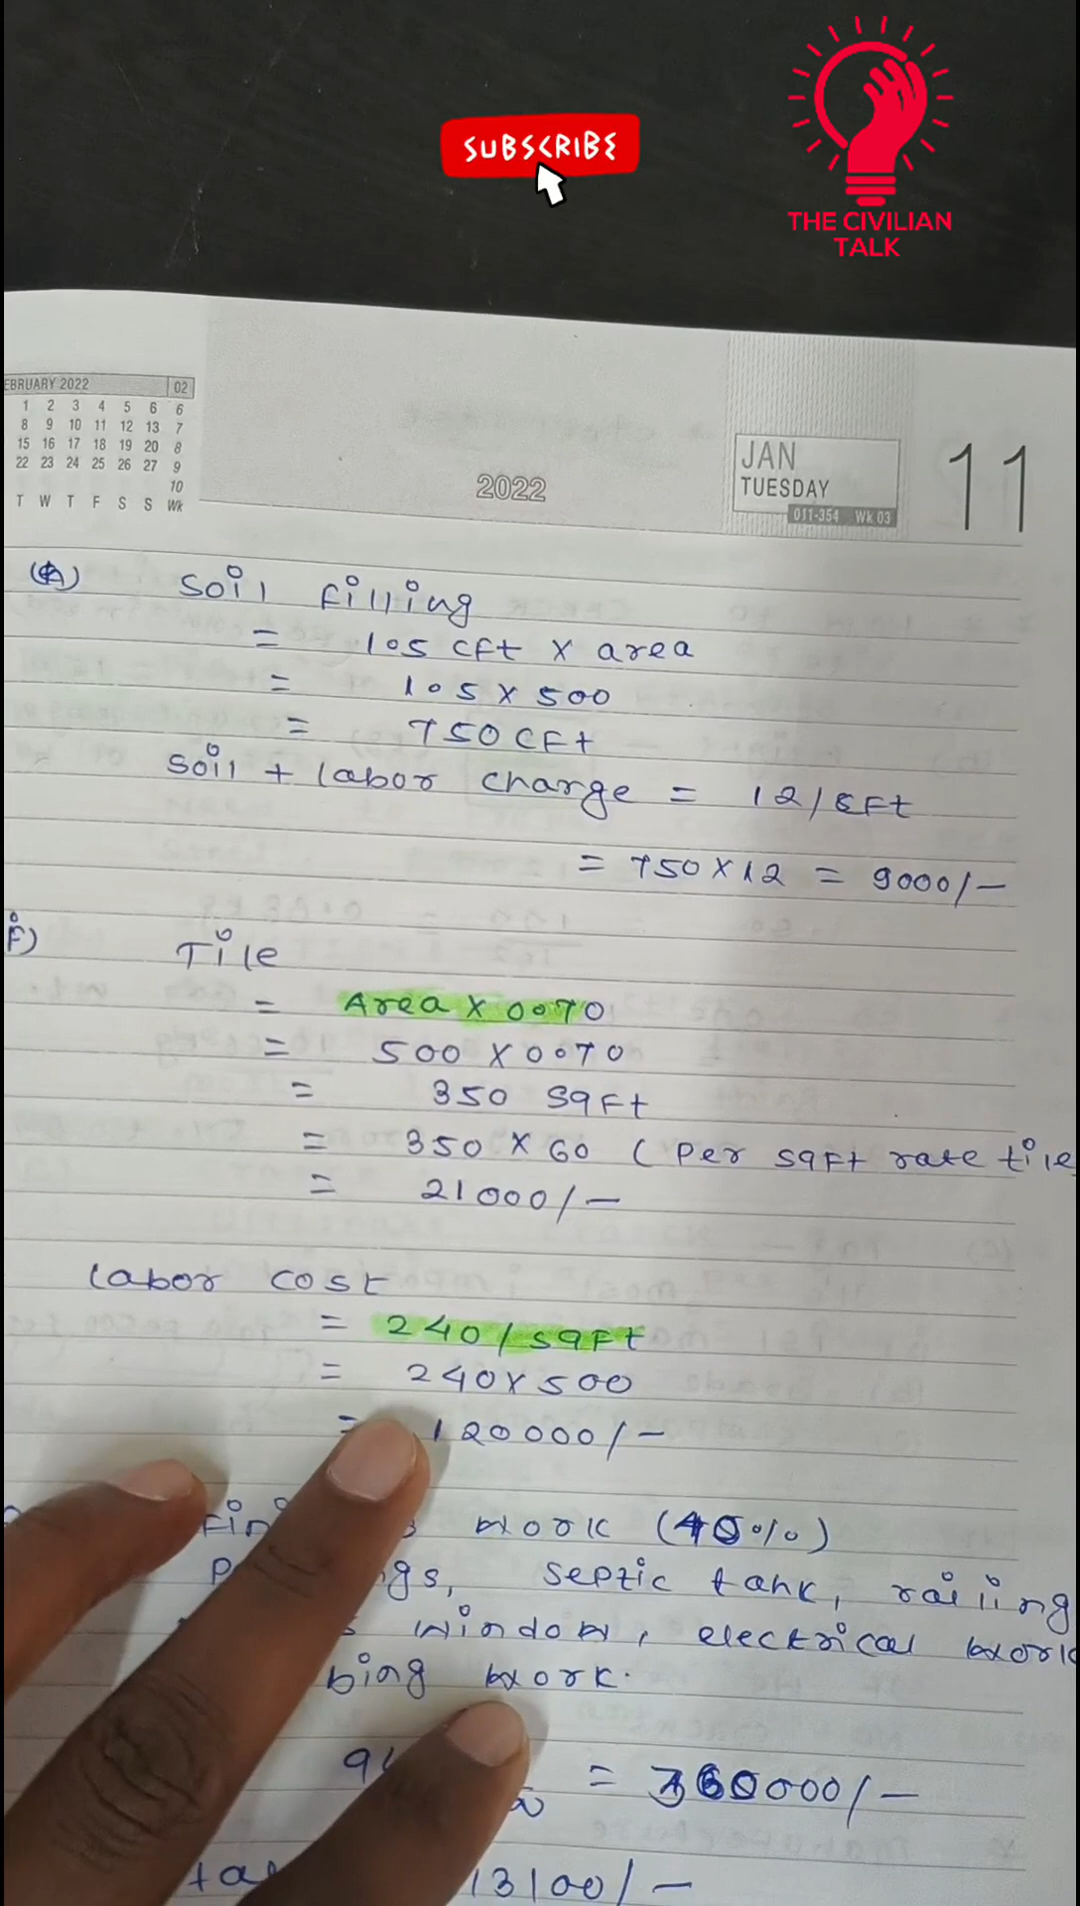 SUBSCRIBE
THE CIVILIAN
TALK
EBRUARY 2022 02
1 2 3 4 5 6 6
8 9 10 11 12 13 7
15 16 17 18 19 20 8
22 23 24 25 26 27 9
10
T W T F S S Wk
2022
JAN
TUESDAY
011-354 Wk 03
11
(A) Soil filling
= 1.5 cft x area
= 1.5 x 500
= 750 CFt
Soil + labor charge = 12/CFt
= 750 x 12 = 9000/-
F) Tile
= Area x 0.70
= 500 x 0.70
= 350 sqFt
= 350 x 60 (Per sqFt rate tile
= 21000/-
labor cost
= 240/sqFt
= 240 x 500
= 120000/-
work (40%)
septic tank, railing
window, electrical work
work.
= 360000/-
13100/-